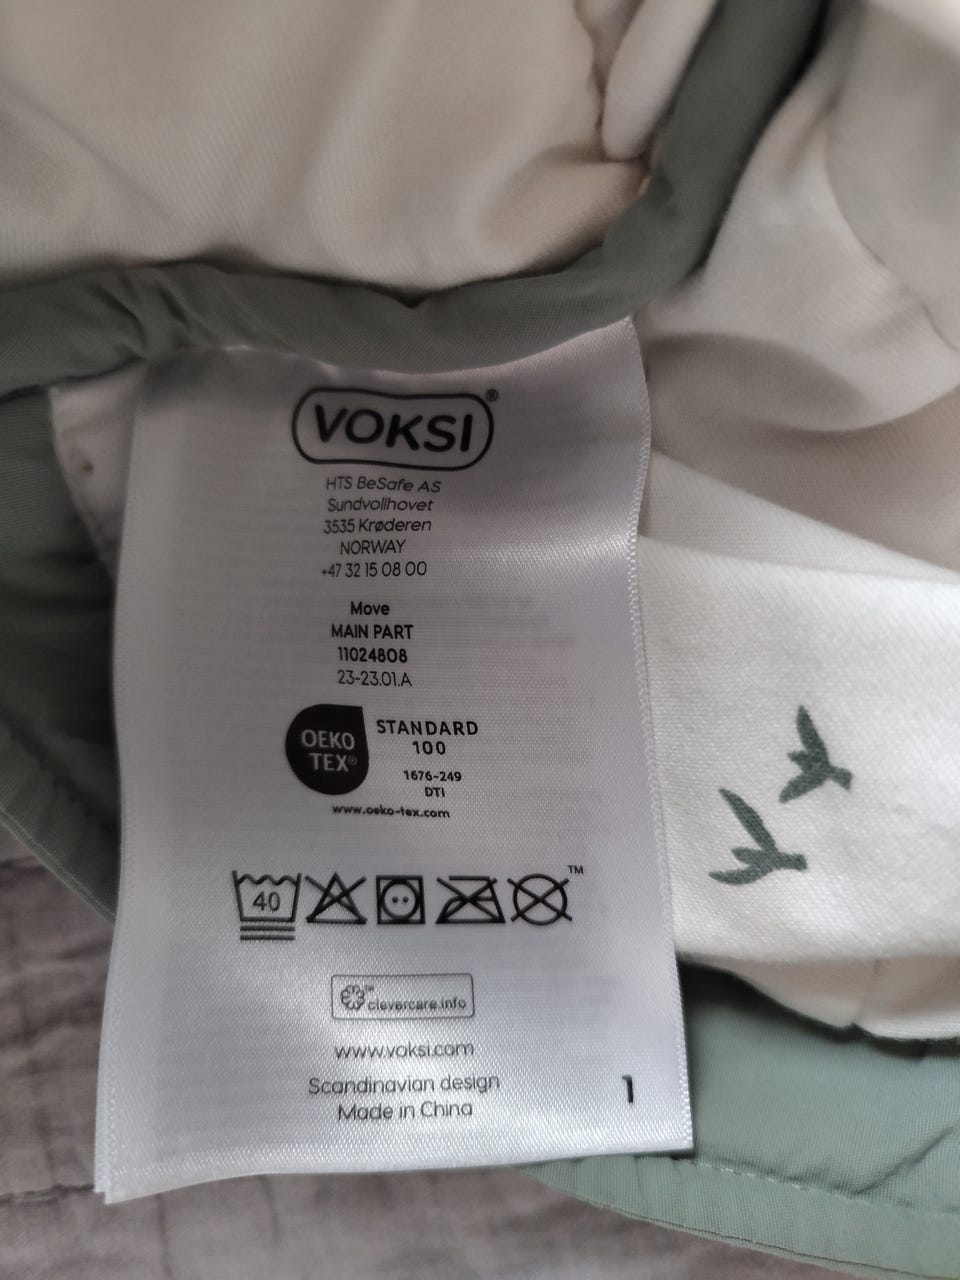 VOKSI®
HTS BeSafe AS
Sundvollhovet
3535 Krøderen
NORWAY
+47 32 15 08 00
Move
MAIN PART
11024808
23-23.01.A
OEKO
TEX®
STANDARD
100
1676-249
DTI
www.oeko-tex.com
40
™
™
clevercare.info
www.voksi.com
Scandinavian design
Made in China
1